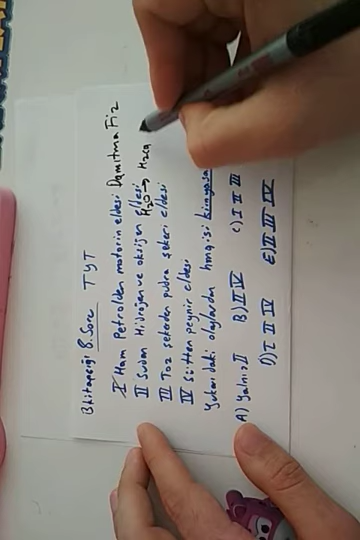 B kitapçığı 8.Soru TYT
I Ham Petrolden motorin eldesi Damıtma Fiz
II Sudan Hidrojen ve oksijen eldesi
H₂O → H₂(g)
III Toz şekerden pudra şekeri eldesi
IV Sütten peynir eldesi
Yukarıdaki olaylardan hangisi kimyasa
A) Yalnız II B) II IV C) I II III
D) I II IV E) II III IV